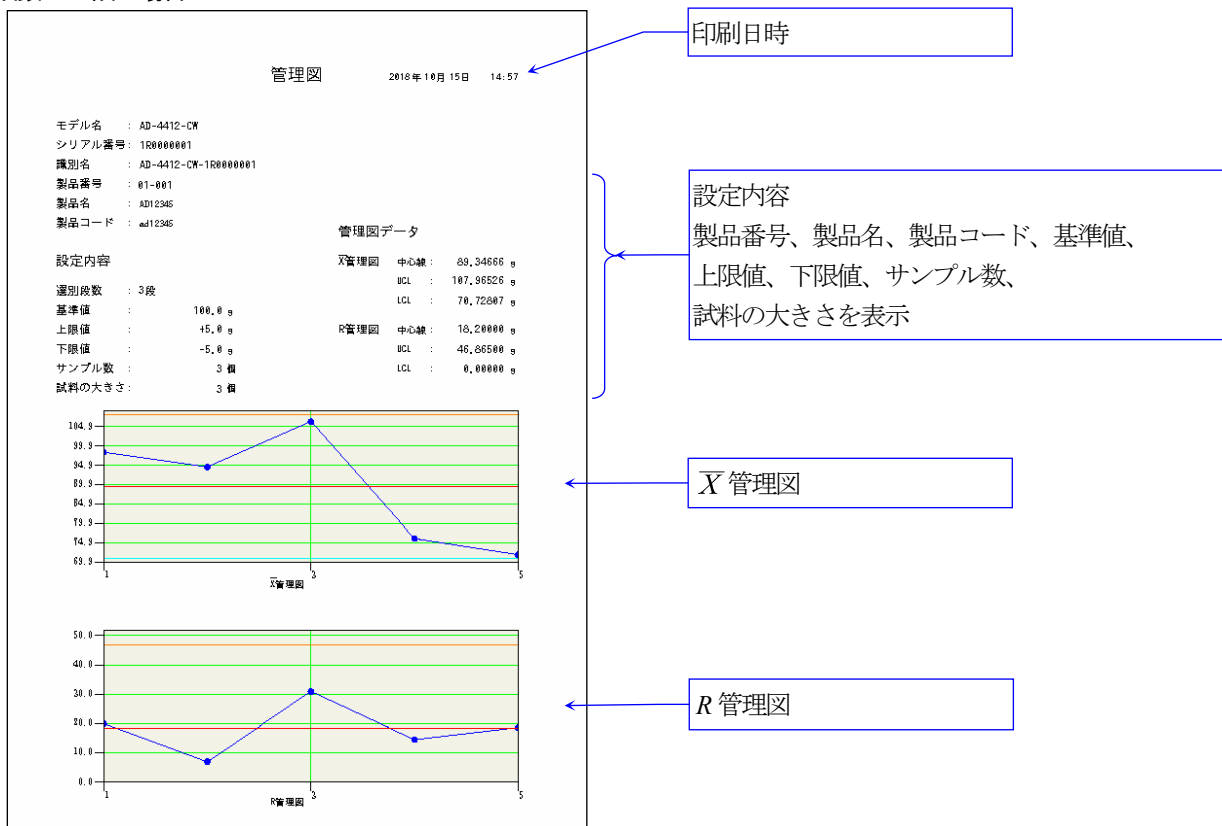 印刷日時
管理図 2018年10月15日 14:57
モデル名 : AD-4412-CW
シリアル番号: 1R0000001
識別名 : AD-4412-CW-1R0000001
製品番号 : 01-001
製品名 : AD12345
製品コード : ad12345
設定内容
製品番号、製品名、製品コード、基準値、
上限値、下限値、サンプル数、
試料の大きさを表示
管理図データ
設定内容
選別段数 : 3段
基準値 : 100.0 g
上限値 : +5.0 g
下限値 : -5.0 g
サンプル数 : 3 個
試料の大きさ: 3 個
X̅管理図 中心線: 89.34666 g
UCL : 107.96526 g
LCL : 70.72807 g
R管理図 中心線: 18.20000 g
UCL : 46.86500 g
LCL : 0.00000 g
104.9
99.9
94.9
89.9
84.9
79.9
74.9
69.9
1 3 5
X̅管理図
X̅ 管理図
50.0
40.0
30.0
20.0
10.0
0.0
1 3 5
R管理図
R 管理図